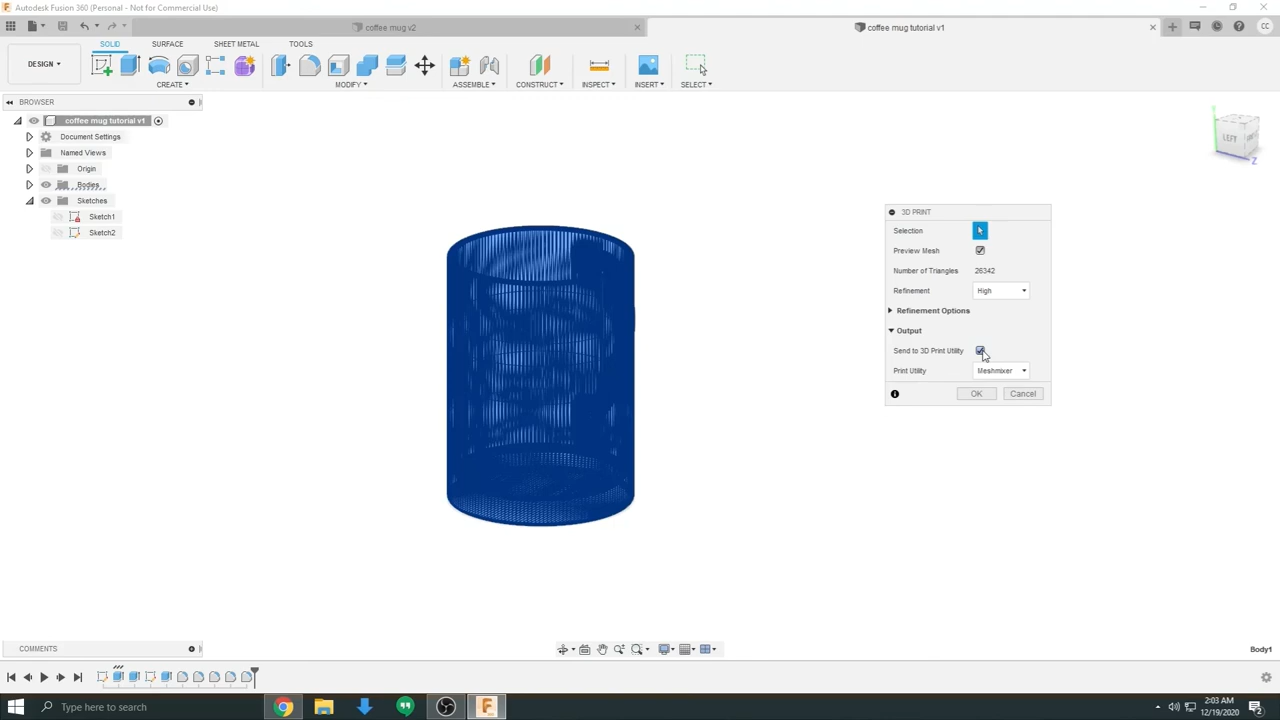 Autodesk Fusion 360 (Personal - Not for Commercial Use)
coffee mug v2
coffee mug tutorial v1
CC
SOLID
SURFACE
SHEET METAL
TOOLS
DESIGN
CREATE
MODIFY
ASSEMBLE
CONSTRUCT
INSPECT
INSERT
SELECT
BROWSER
coffee mug tutorial v1
Document Settings
Named Views
Origin
Bodies
Sketches
Sketch1
Sketch2
LEFT
Z
3D PRINT
Selection
Preview Mesh
Number of Triangles 26342
Refinement High
Refinement Options
Output
Send to 3D Print Utility
Print Utility Meshmixer
OK Cancel
COMMENTS
Body1
Type here to search
2:03 AM
12/19/2020
2